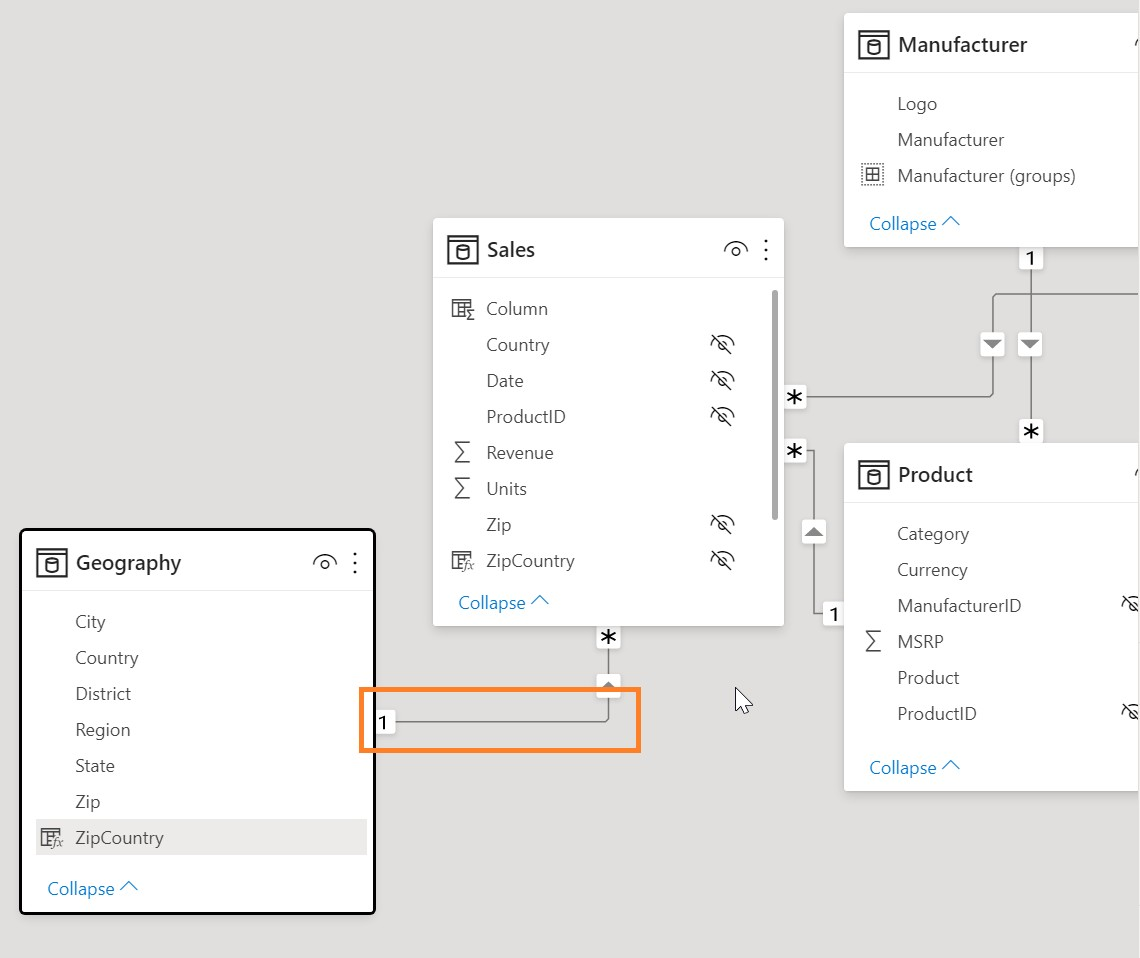 Manufacturer
Logo
Manufacturer
Manufacturer (groups)
Collapse
1
Sales
Column
Country
Date
ProductID
Revenue
Units
Zip
ZipCountry
Collapse
*
*
*
1
*
Product
Category
Currency
ManufacturerID
MSRP
Product
ProductID
Collapse
Geography
City
Country
District
Region
State
Zip
ZipCountry
Collapse
1